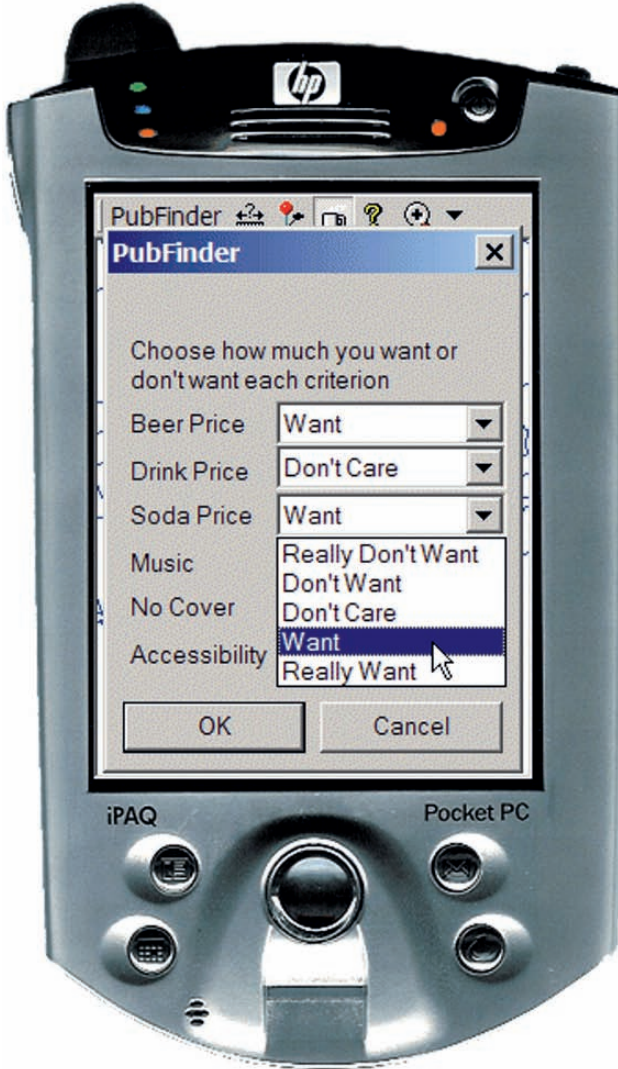 hp
PubFinder
PubFinder
Choose how much you want or
don't want each criterion
Beer Price Want
Drink Price Don't Care
Soda Price Want
Music
No Cover
Accessibility
Really Don't Want
Don't Want
Don't Care
Want
Really Want
OK Cancel
iPAQ Pocket PC